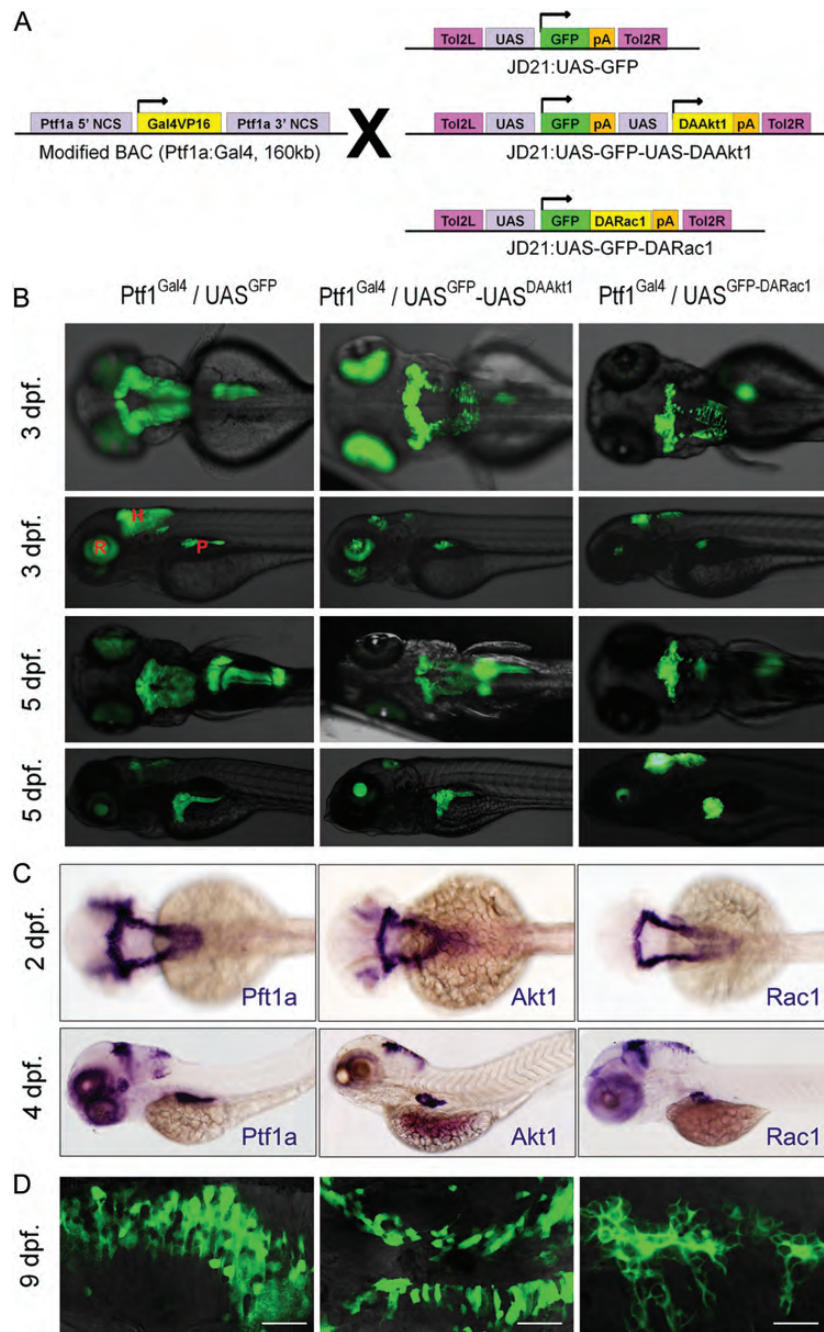 A
Tol2L UAS GFP pA Tol2R
JD21:UAS-GFP
Ptf1a 5' NCS Gal4VP16 Ptf1a 3' NCS
Modified BAC (Ptf1a:Gal4, 160kb)
X
Tol2L UAS GFP pA UAS DAAkt1 pA Tol2R
JD21:UAS-GFP-UAS-DAAkt1
Tol2L UAS GFP DARac1 pA Tol2R
JD21:UAS-GFP-DARac1
B
Ptf1Gal4 / UASGFP
Ptf1Gal4 / UASGFP-UASDAAkt1
Ptf1Gal4 / UASGFP-DARac1
3 dpf.
3 dpf.
R H P
5 dpf.
5 dpf.
C
2 dpf.
Pft1a
Akt1
Rac1
4 dpf.
Ptf1a
Akt1
Rac1
D
9 dpf.